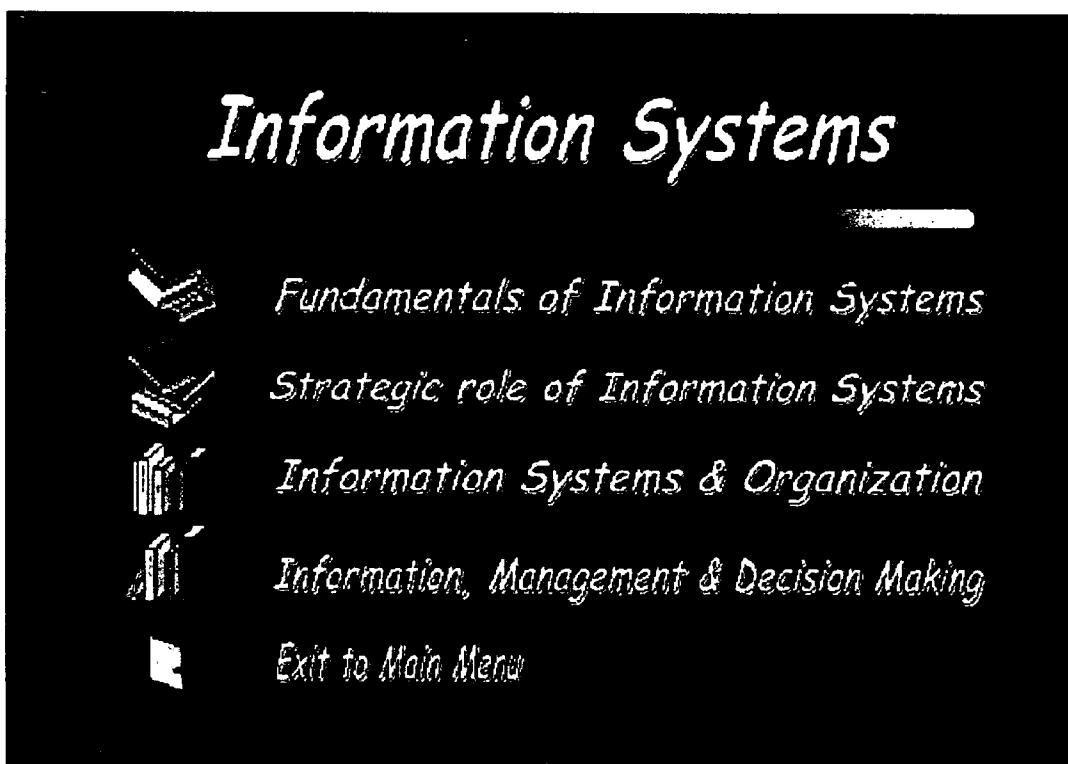 Information Systems
Fundamentals of Information Systems
Strategic role of Information Systems
Information Systems & Organization
Information, Management & Decision Making
Exit to Main Menu